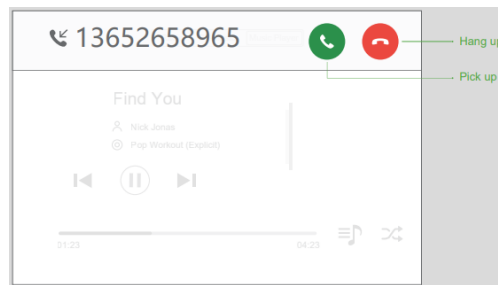 13652658965
Hang up
Pick up
Find You
Nick Jonas
Pop Workout (Explicit)
01:23
04:23